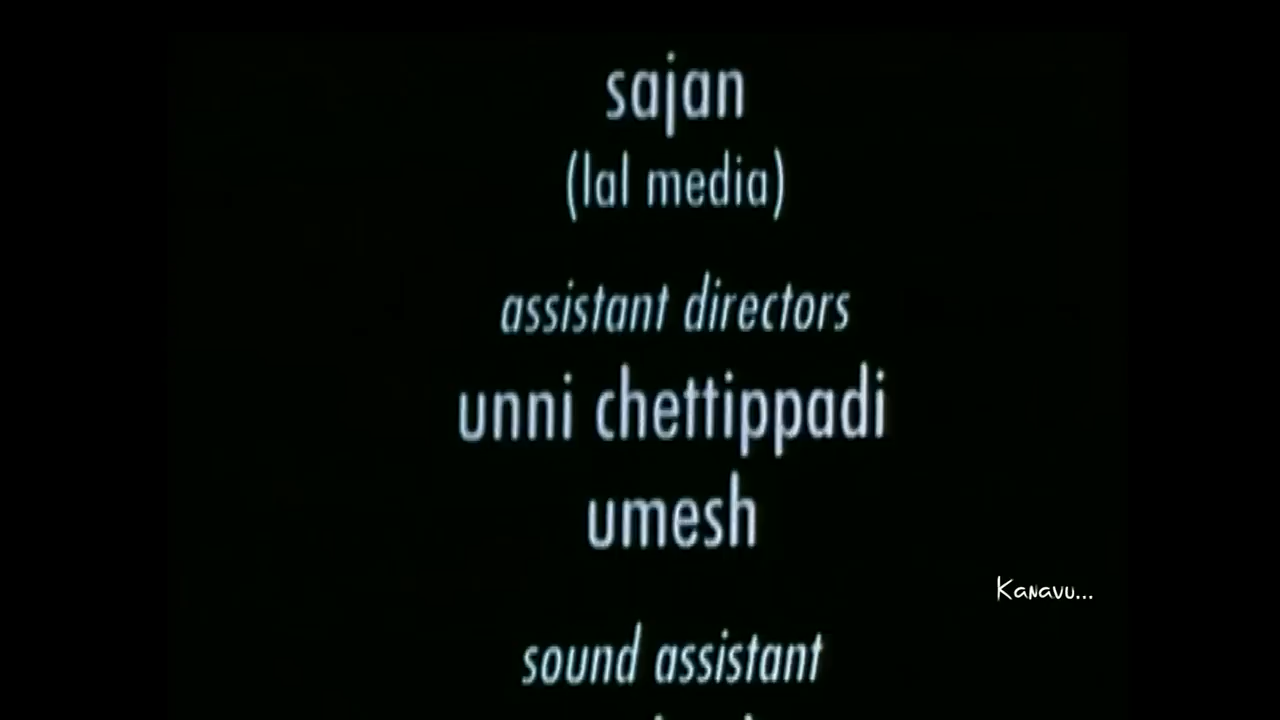 sajan
(lal media)
assistant directors
unni chettippadi
umesh
Kanavu...
sound assistant